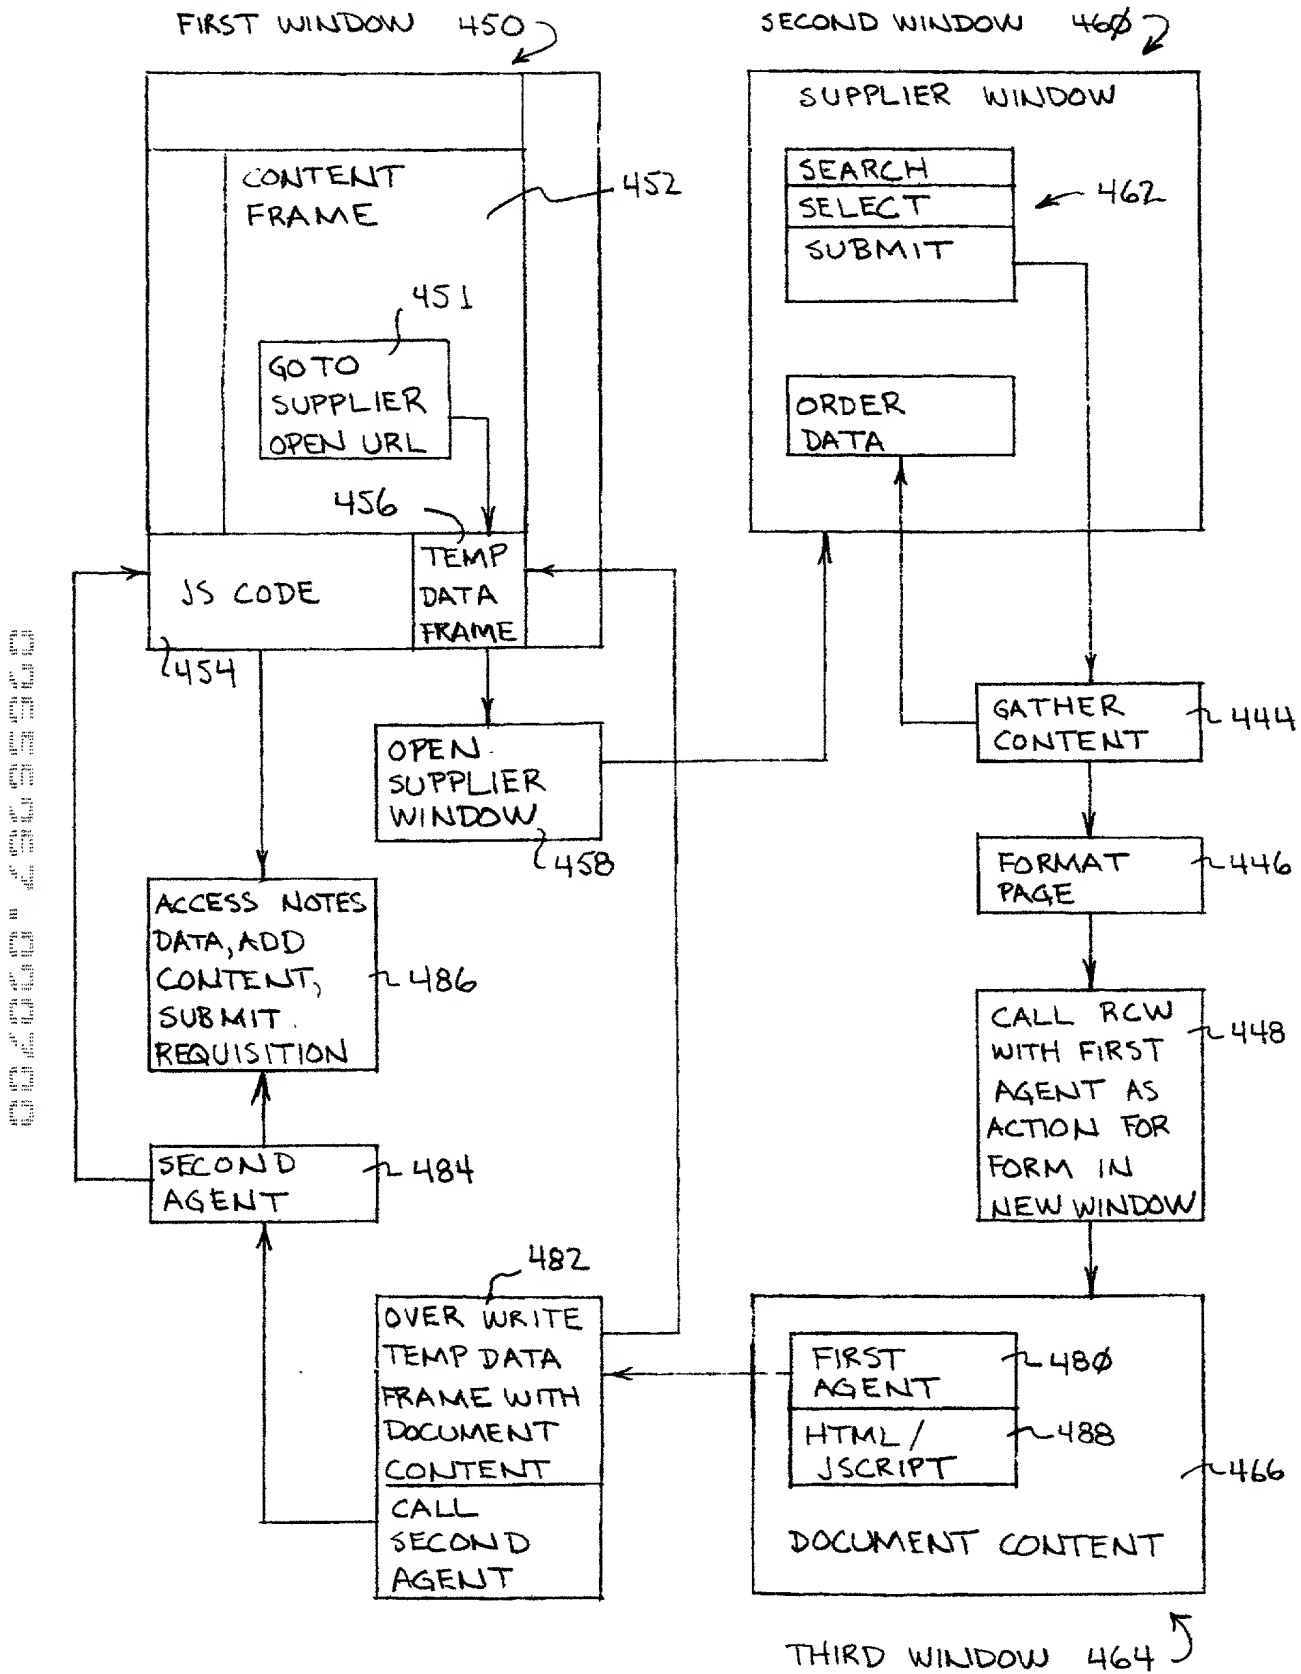 FIRST WINDOW 450
SECOND WINDOW 460
SUPPLIER WINDOW
CONTENT
FRAME
452
SEARCH
SELECT
SUBMIT
462
451
GO TO
SUPPLIER
OPEN URL
ORDER
DATA
456
JS CODE
TEMP
DATA
FRAME
454
OPEN
SUPPLIER
WINDOW
458
GATHER
CONTENT
444
FORMAT
PAGE
446
ACCESS NOTES
DATA, ADD
CONTENT,
SUBMIT
REQUISITION
486
CALL RCW
WITH FIRST
AGENT AS
ACTION FOR
FORM IN
NEW WINDOW
448
SECOND
AGENT
484
482
OVER WRITE
TEMP DATA
FRAME WITH
DOCUMENT
CONTENT
CALL
SECOND
AGENT
FIRST
AGENT
480
HTML/
JSCRIPT
488
466
DOCUMENT CONTENT
THIRD WINDOW 464